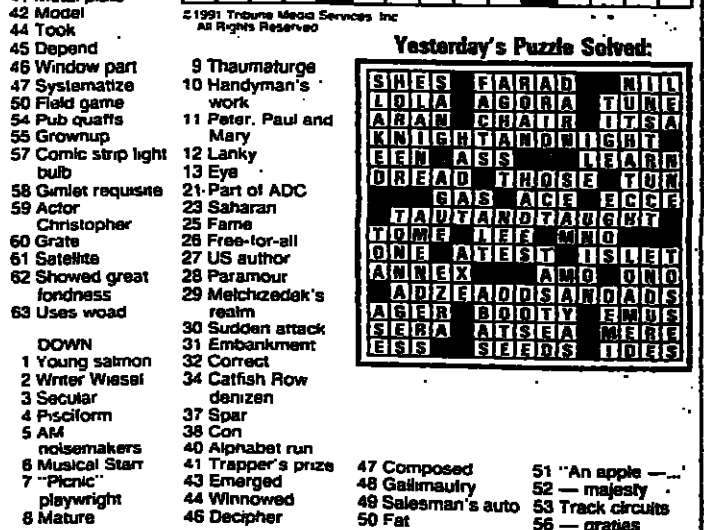 42 Model
44 Took
45 Depend
46 Window part
47 Systematize
50 Field game
54 Pub quaffs
55 Grownup
57 Comic strip light
bulb
58 Gimlet requisite
59 Actor
Christopher
60 Grate
61 Satellite
62 Showed great
fondness
63 Uses woad
DOWN
1 Young salmon
2 Writer Wiesel
3 Secular
4 Pisciform
5 AM
noisemakers
6 Musical Starr
7 "Picnic"
playwright
8 Mature
©1991 Tribune Media Services Inc
All Rights Reserved
9 Thaumaturge
10 Handyman's
work
11 Peter, Paul and
Mary
12 Lanky
13 Eye
21 Part of ADC
23 Saharan
25 Fame
26 Free-for-all
27 US author
28 Paramour
29 Melchizedek's
realm
30 Sudden attack
31 Embankment
32 Correct
34 Catfish Row
denizen
37 Spar
38 Con
40 Alphabet run
41 Trapper's prize
43 Emerged
44 Winnowed
46 Decipher
Yesterday's Puzzle Solved:
SHES FARAD NIL
LOLA AGORA TUNE
ARAN CHAIR ITSA
KNIGHTANDNIGHT
EEN ASS LEARN
DREAD THOSE TUN
GAS ACE ECCE
TAUTANDTAUGHT
TOME LEE MNO
ONE ATEST ISLET
ANNEX AMO UNO
ADZEADDSANDADS
AGER BOOTY EMUS
SERA ATSEA MERE
ESS SEEDS IDES
47 Composed
48 Gallimaufry
49 Salesman's auto
50 Fat
51 "An apple —..."
52 — majesty
53 Track circuits
56 — gratias